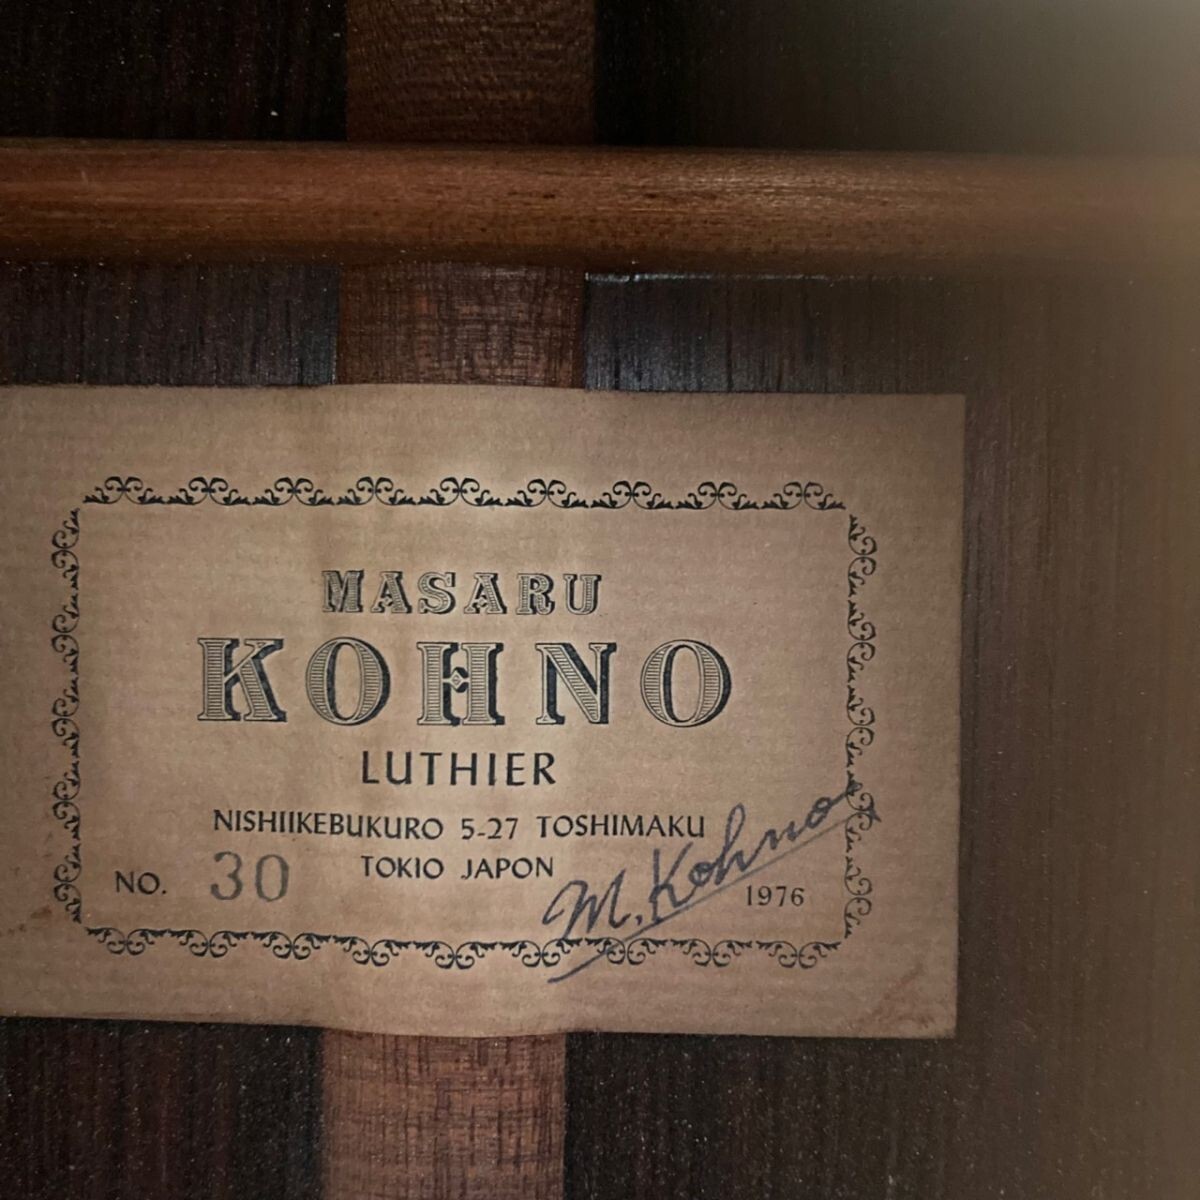 MASARU
KOHNO
LUTHIER
NISHIIKEBUKURO 5-27 TOSHIMAKU
TOKIO JAPON
NO. 30
M. Kohno
1976